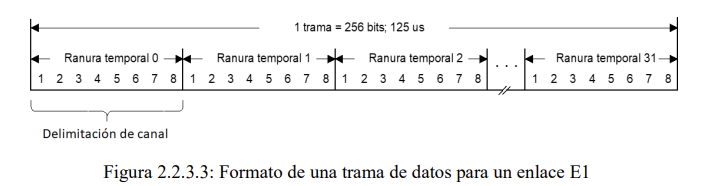 1 trama = 256 bits; 125 us
Ranura temporal 0 Ranura temporal 1 Ranura temporal 2 . . . Ranura temporal 31
1 2 3 4 5 6 7 8 1 2 3 4 5 6 7 8 1 2 3 4 5 6 7 8 1 2 3 4 5 6 7 8
Delimitación de canal
Figura 2.2.3.3: Formato de una trama de datos para un enlace E1